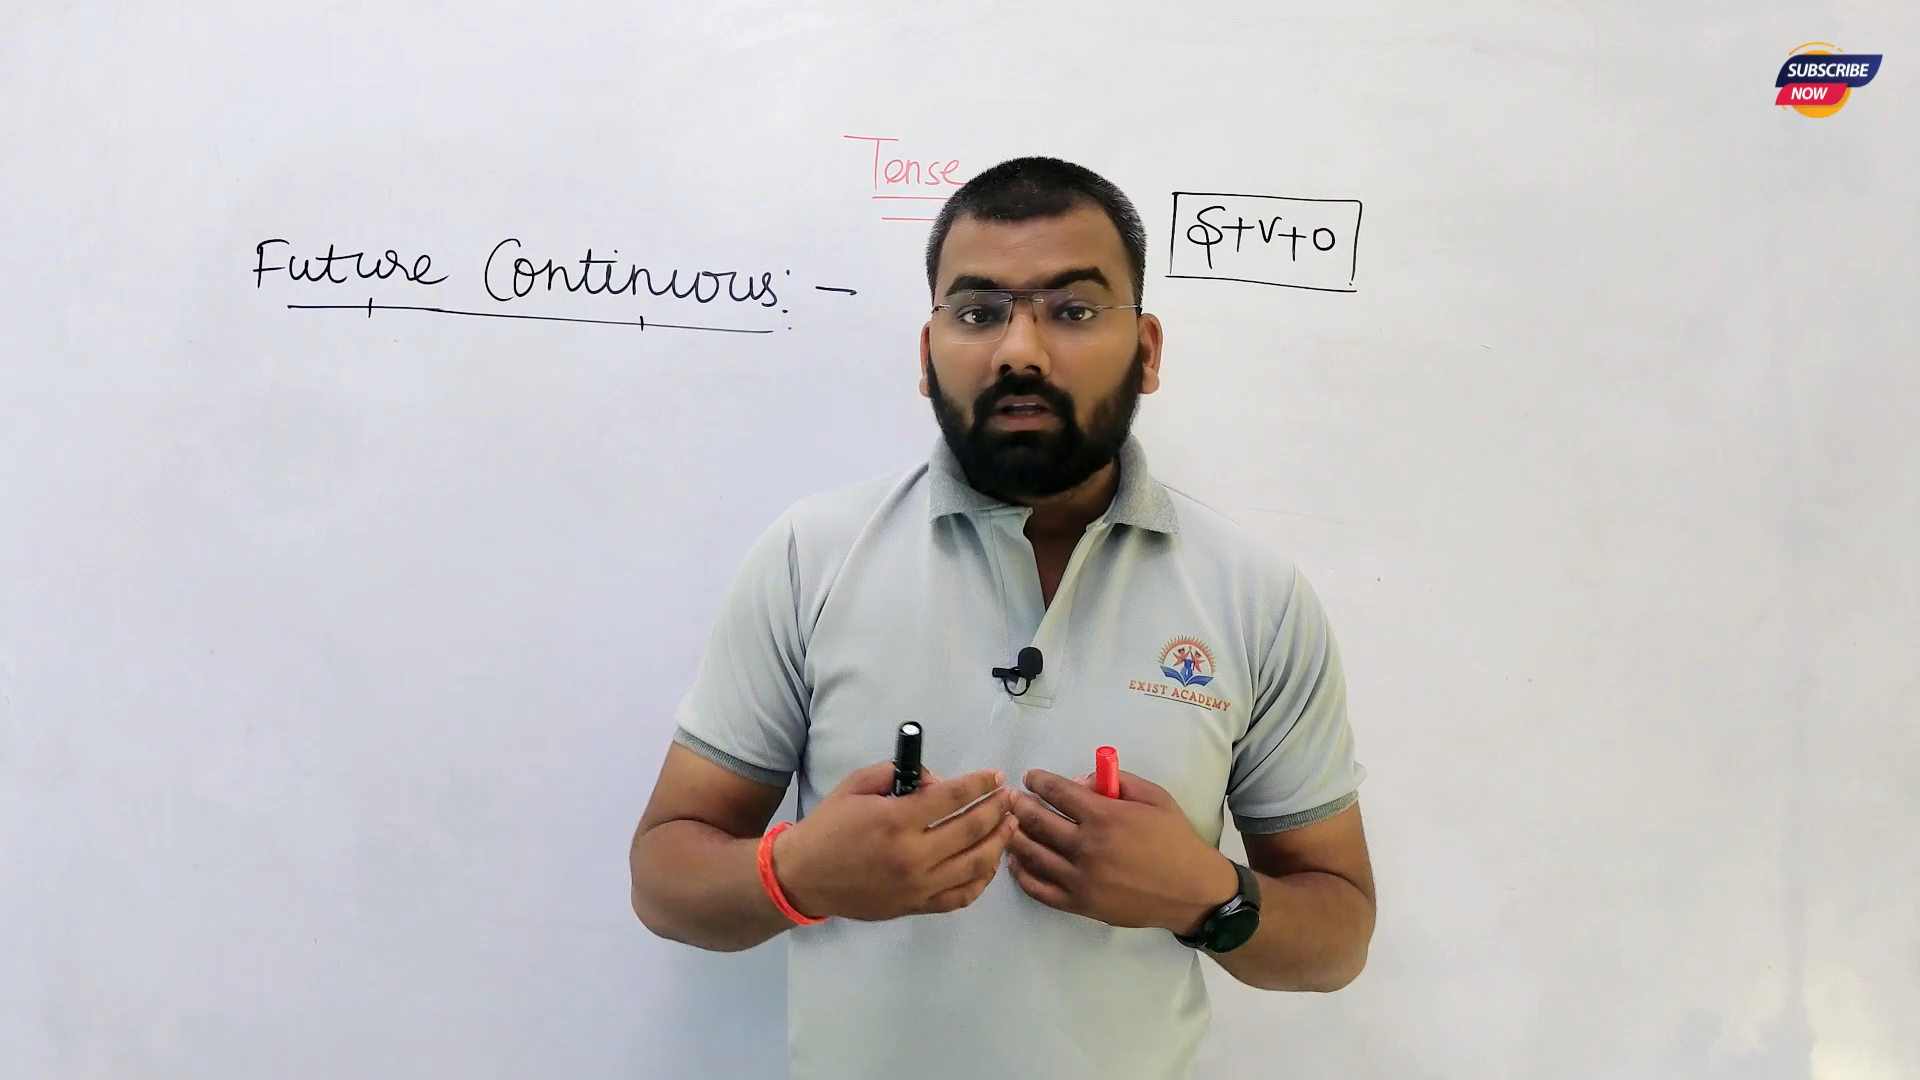 SUBSCRIBE
NOW
Tense
S+V+O
Future Continuous:-
EXIST ACADEMY